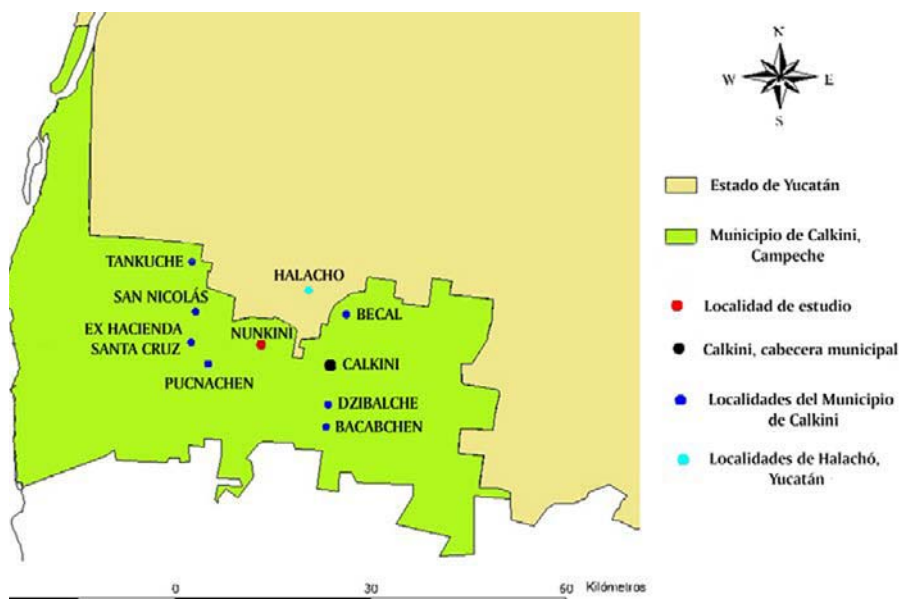 N
W E
S
Estado de Yucatán
Municipio de Calkini,
Campeche
Localidad de estudio
Calkini, cabecera municipal
Localidades del Municipio
de Calkini
Localidades de Halachó,
Yucatán
TANKUCHE
HALACHO
SAN NICOLÁS
BECAL
EX HACIENDA
SANTA CRUZ
NUNKINI
CALKINI
PUCNACHEN
DZIBALCHE
BACABCHEN
0 30 60 Kilómetros